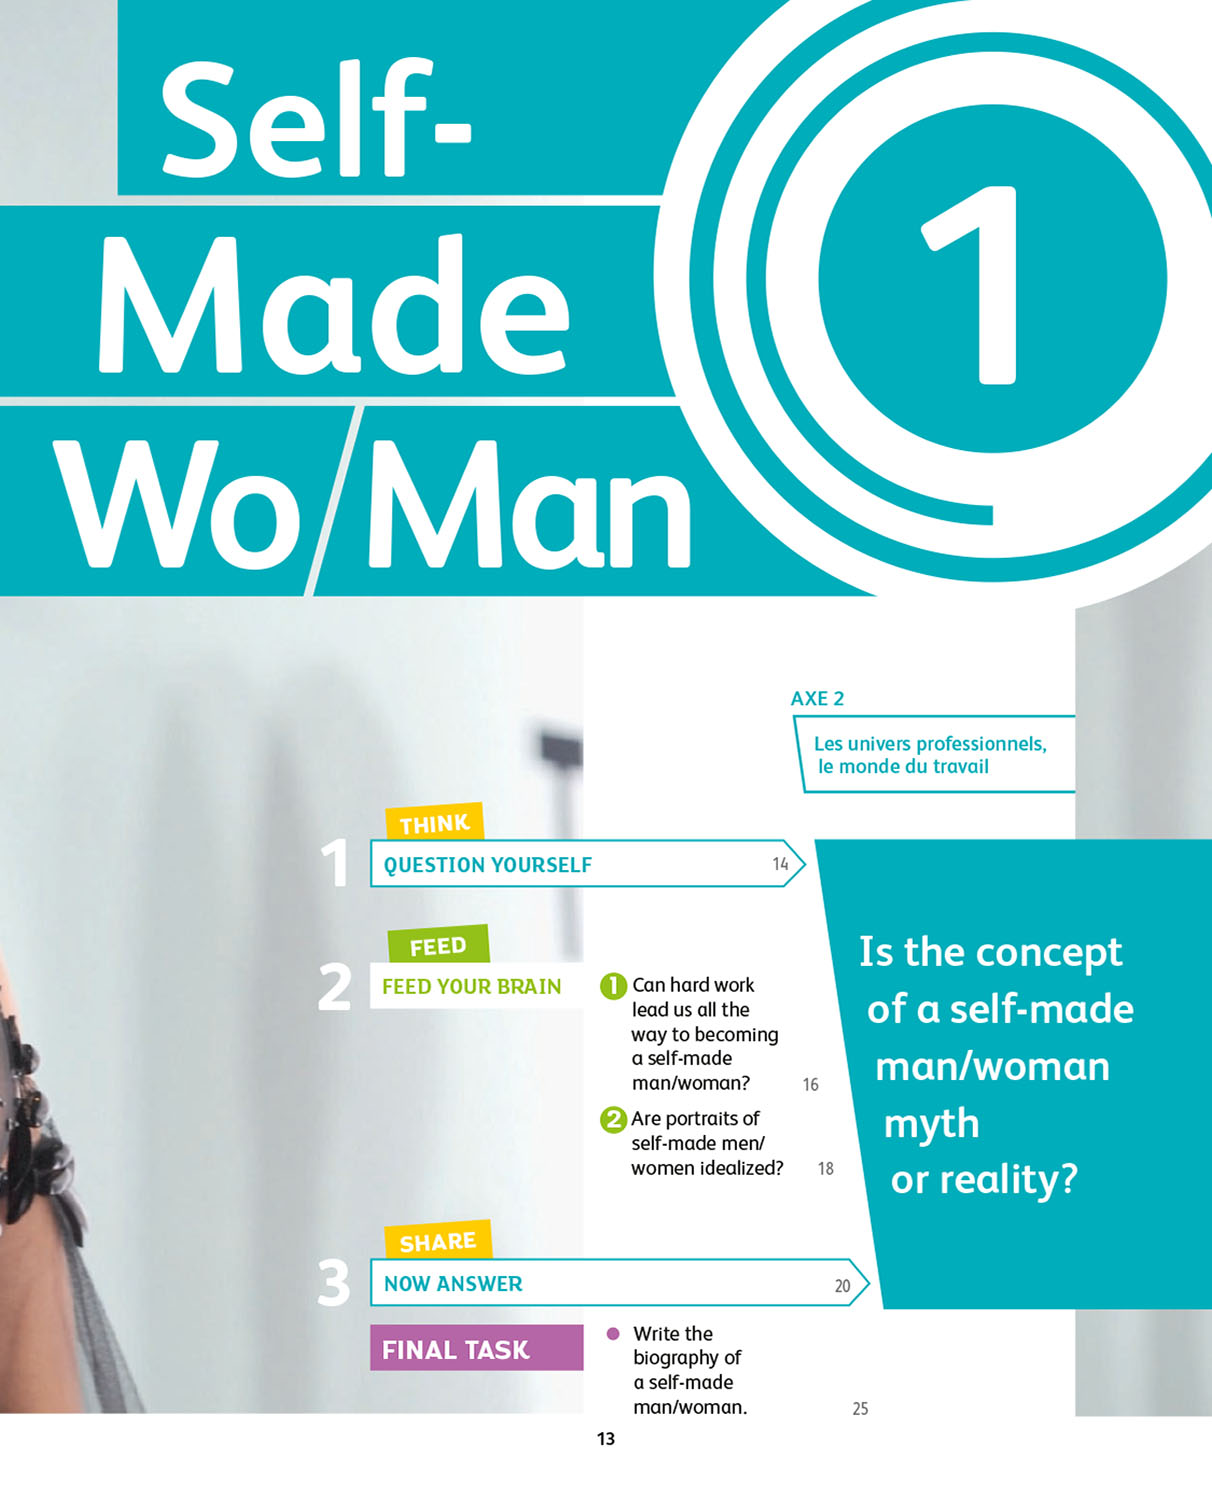 Self-
Made
Wo/Man
1
AXE 2
Les univers professionnels,
le monde du travail
THINK
1
QUESTION YOURSELF
14
FEED
2
FEED YOUR BRAIN
1 Can hard work
lead us all the
way to becoming
a self-made
man/woman?
16
2 Are portraits of
self-made men/
women idealized?
18
SHARE
3
NOW ANSWER
20
FINAL TASK
• Write the
biography of
a self-made
man/woman.
25
Is the concept
of a self-made
man/woman
myth
or reality?
13